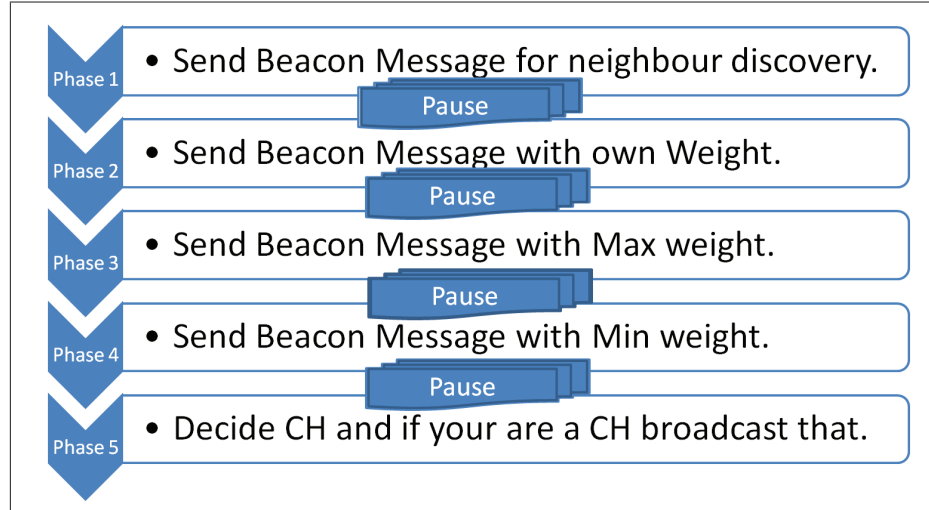 Phase 1
• Send Beacon Message for neighbour discovery.
Pause
Phase 2
• Send Beacon Message with own Weight.
Pause
Phase 3
• Send Beacon Message with Max weight.
Pause
Phase 4
• Send Beacon Message with Min weight.
Pause
Phase 5
• Decide CH and if your are a CH broadcast that.